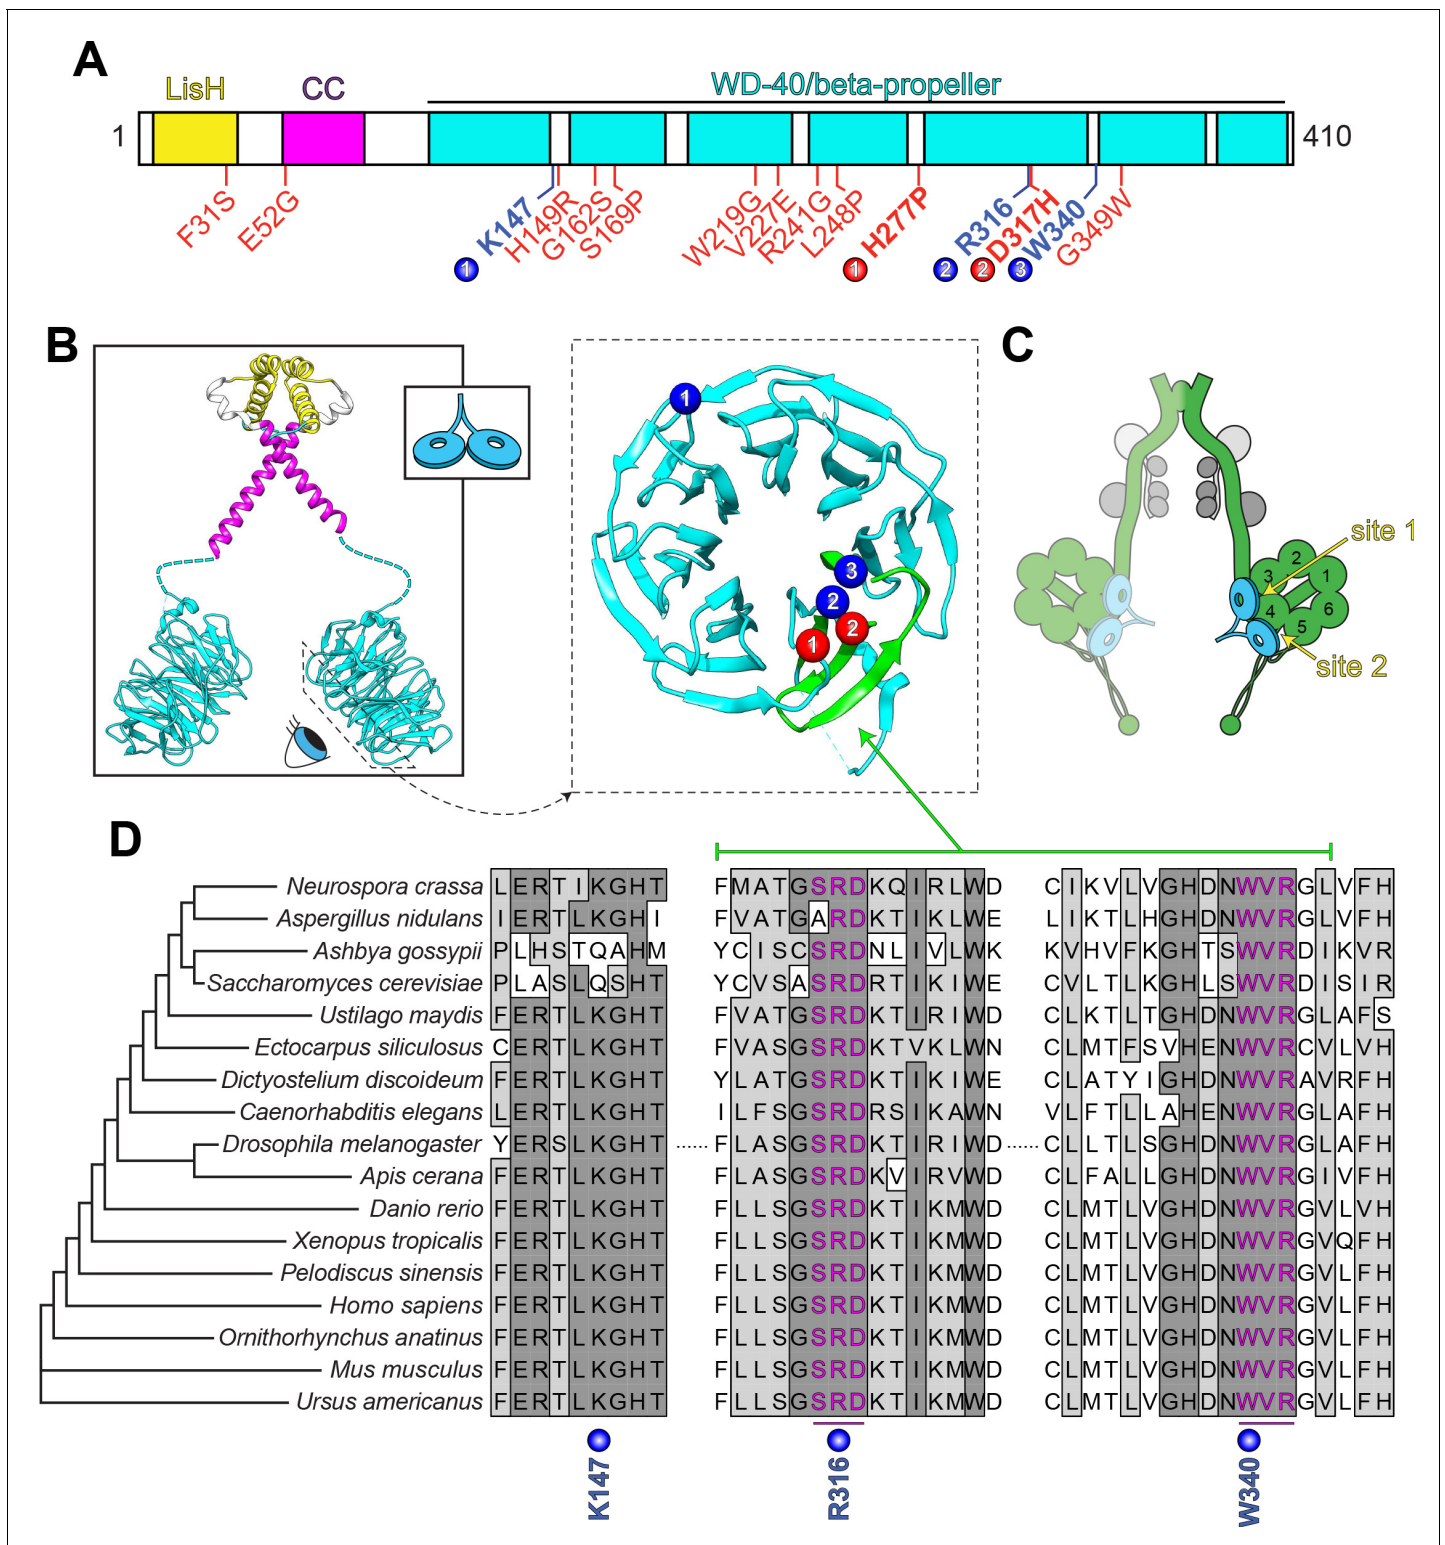 A
LisH CC WD-40/beta-propeller
1 410
F31S E52G K147 H149R G162S S169P W219G V227E R241G L248P H277P R316 D317H W340 G349W
1 1 2 2 3
B
1
3
2
2
1
C
site 1
2
3 1
4 6
5
site 2
D
Neurospora crassa LERTIKGHT FMATGSRDKQIRLWD CIKVLVGHDNWVRGLVFH
Aspergillus nidulans IERTLKGHI FVATGARDKTIKLWE LIKTLHGHDNWVRGLVFH
Ashbya gossypii PLHSTQAHM YCISCSRDNLIVLWK KVHVFKGHTSWVRDIKVR
Saccharomyces cerevisiae PLASLQSHT YCVSASRDRTIKIWE CVLTLKGHLSWVRDISIR
Ustilago maydis FERTLKGHT FVATGSRDKTIRIWD CLKTLTGHDNWVRGLAFS
Ectocarpus siliculosus CERTLKGHT FVASGSRDKTVKLWN CLMTFSVHENWVRCVLVH
Dictyostelium discoideum FERTLKGHT YLATGSRDKTIKIWE CLATYIGHDNWVRAVRFH
Caenorhabditis elegans LERTLKGHT ILFSGSRDRSIKAWN VLFTLLAHENWVRGLAFH
Drosophila melanogaster YERSLKGHT ...... FLASGSRDKTIRIWD ...... CLLTLSGHDNWVRGLAFH
Apis cerana FERTLKGHT FLASGSRDKVIRVWD CLFALLGHDNWVRGIVFH
Danio rerio FERTLKGHT FLLSGSRDKTIKMWD CLMTLVGHDNWVRGVLVH
Xenopus tropicalis FERTLKGHT FLLSGSRDKTIKMWD CLMTLVGHDNWVRGVQFH
Pelodiscus sinensis FERTLKGHT FLLSGSRDKTIKMWD CLMTLVGHDNWVRGVLFH
Homo sapiens FERTLKGHT FLLSGSRDKTIKMWD CLMTLVGHDNWVRGVLFH
Ornithorhynchus anatinus FERTLKGHT FLLSGSRDKTIKMWD CLMTLVGHDNWVRGVLFH
Mus musculus FERTLKGHT FLLSGSRDKTIKMWD CLMTLVGHDNWVRGVLFH
Ursus americanus FERTLKGHT FLLSGSRDKTIKMWD CLMTLVGHDNWVRGVLFH
K147 R316 W340